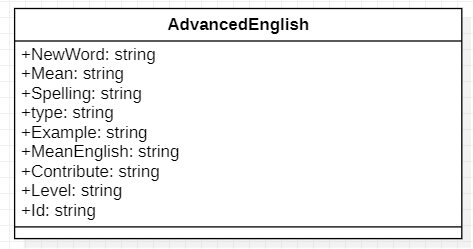 AdvancedEnglish
+NewWord: string
+Mean: string
+Spelling: string
+type: string
+Example: string
+MeanEnglish: string
+Contribute: string
+Level: string
+Id: string